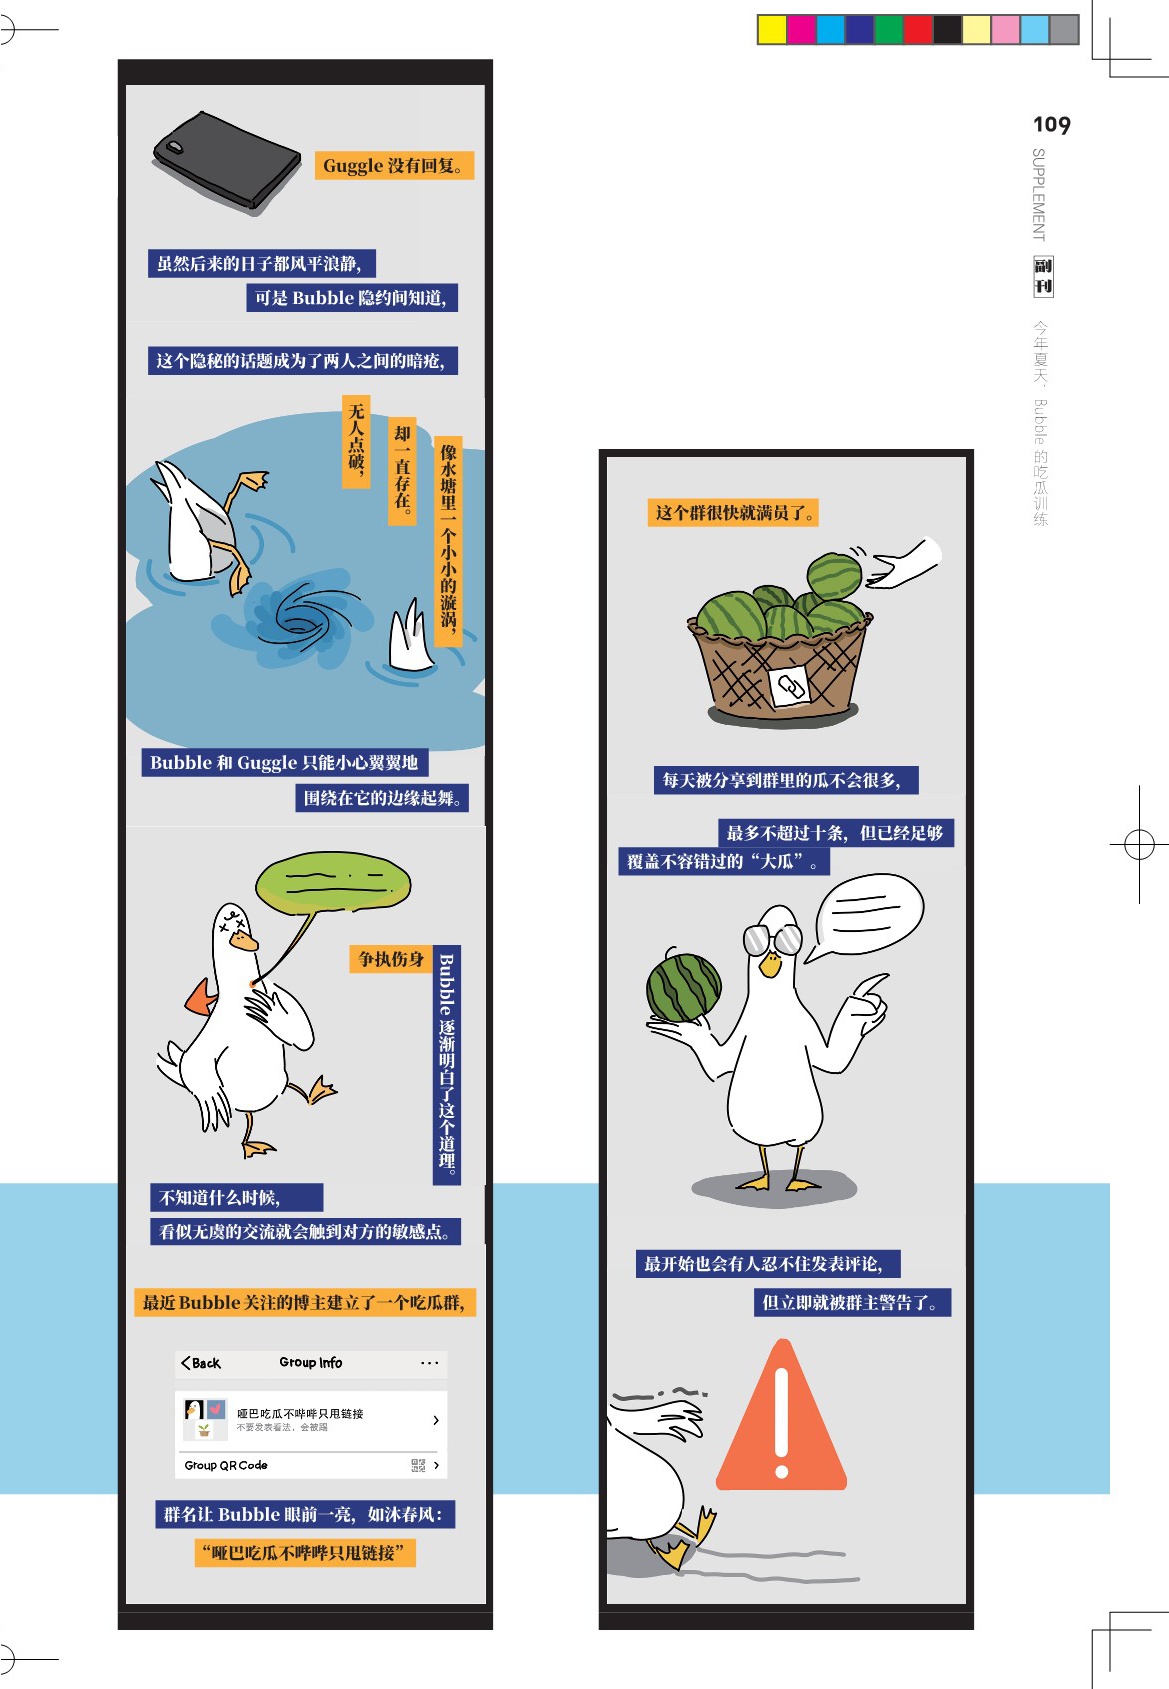 109
SUPPLEMENT
副刊
今年夏天，Bubble 的吃瓜训练
Guggle 没有回复。
虽然后来的日子都风平浪静，
可是 Bubble 隐约间知道，
这个隐秘的话题成为了两人之间的暗疮，
无人点破，
却一直存在。
像水塘里一个小小的漩涡，
Bubble 和 Guggle 只能小心翼翼地
围绕在它的边缘起舞。
争执伤身
Bubble 逐渐明白了这个道理。
不知道什么时候，
看似无虞的交流就会触到对方的敏感点。
最近 Bubble 关注的博主建立了一个吃瓜群，
Back
Group Info
哑巴吃瓜不哔哔只甩链接
不要发表看法，会被踢
Group QR Code
群名让 Bubble 眼前一亮，如沐春风：
“哑巴吃瓜不哔哔只甩链接”
这个群很快就满员了。
每天被分享到群里的瓜不会很多，
最多不超过十条，但已经足够
覆盖不容错过的“大瓜”。
最开始也会有人忍不住发表评论，
但立即就被群主警告了。